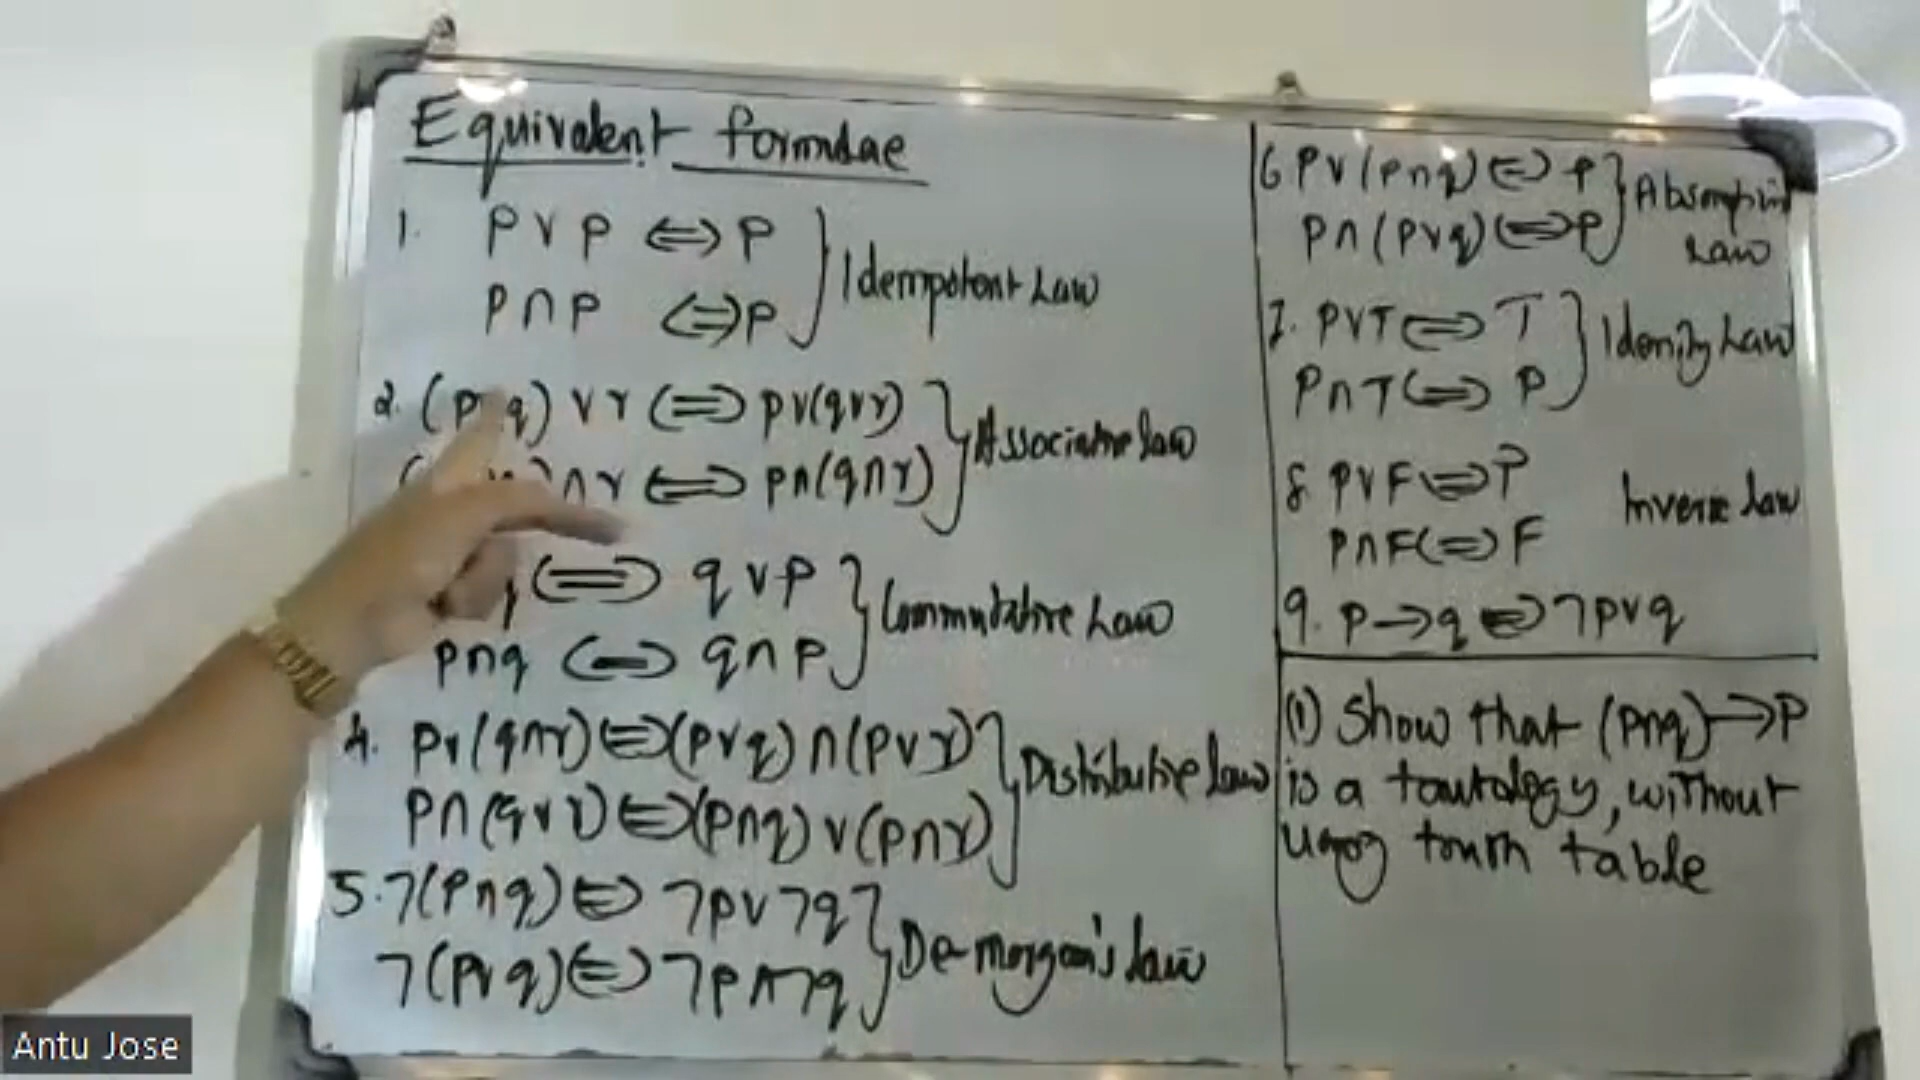 Equivalent formulae
1. p ∨ p ⇔ p
p ∩ p ⇔ p
Idempotent Law
2. (p q) ∨ r ⇔ p∨(q∨r)
∩ r ⇔ p∩(q∩r)
Associative law
⇔ q ∨ p
p∩q ⇔ q∩p
Commutative Law
4. p∨(q∩r)⇔(p∨q)∩(p∨r)
p∩(q∨r)⇔(p∩q)∨(p∩r)
Distributive law
5. ¬(p∩q)⇔ ¬p∨¬q
¬(p∨q)⇔ ¬p∩¬q
De-morgan's law
6 p∨(p∩q)⇔p
p∩(p∨q)⇔p
Absorption Law
7. p∨T⇔T
p∩T⇔ p
Idenity Law
8. p∨F⇔P
p∩F⇔F
Inverse Law
9. p→q⇔¬p∨q
(1) Show that (p∩q)→p
is a tautology, without
using truth table
Antu Jose